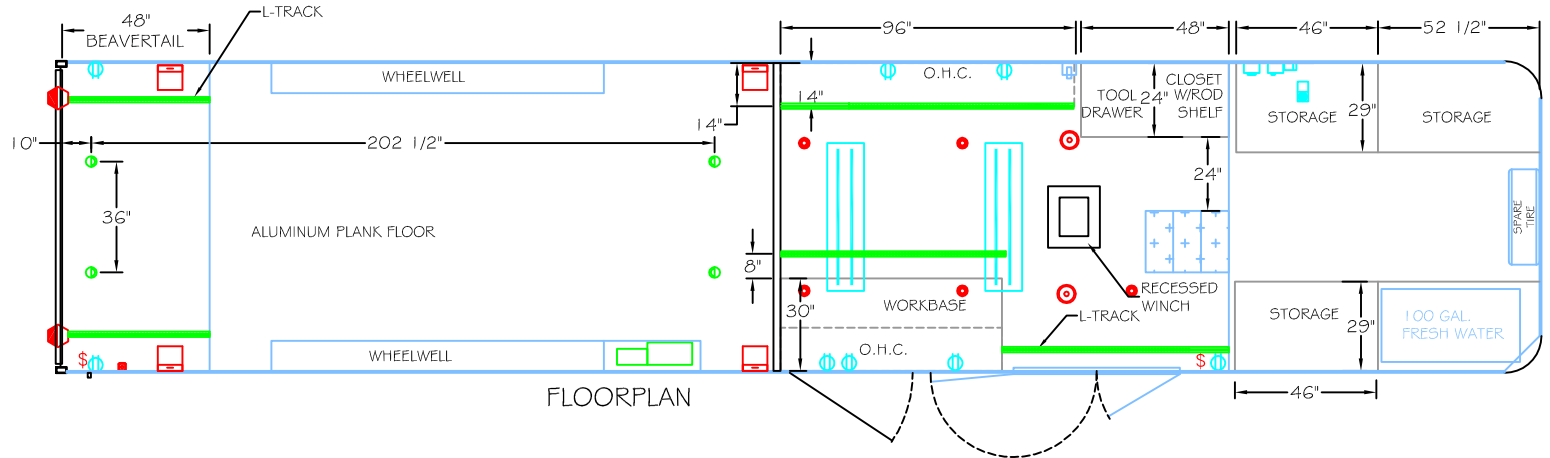 48"
BEAVERTAIL
L-TRACK
96"
48"
46"
52 1/2"
WHEELWELL
O.H.C.
14"
14"
TOOL
DRAWER
24"
CLOSET
W/ROD
SHELF
STORAGE
29"
STORAGE
10"
202 1/2"
24"
36"
ALUMINUM PLANK FLOOR
SPARE
TIRE
8"
30"
WORKBASE
RECESSED
WINCH
L-TRACK
STORAGE
29"
100 GAL.
FRESH WATER
$
WHEELWELL
O.H.C.
$
46"
FLOORPLAN